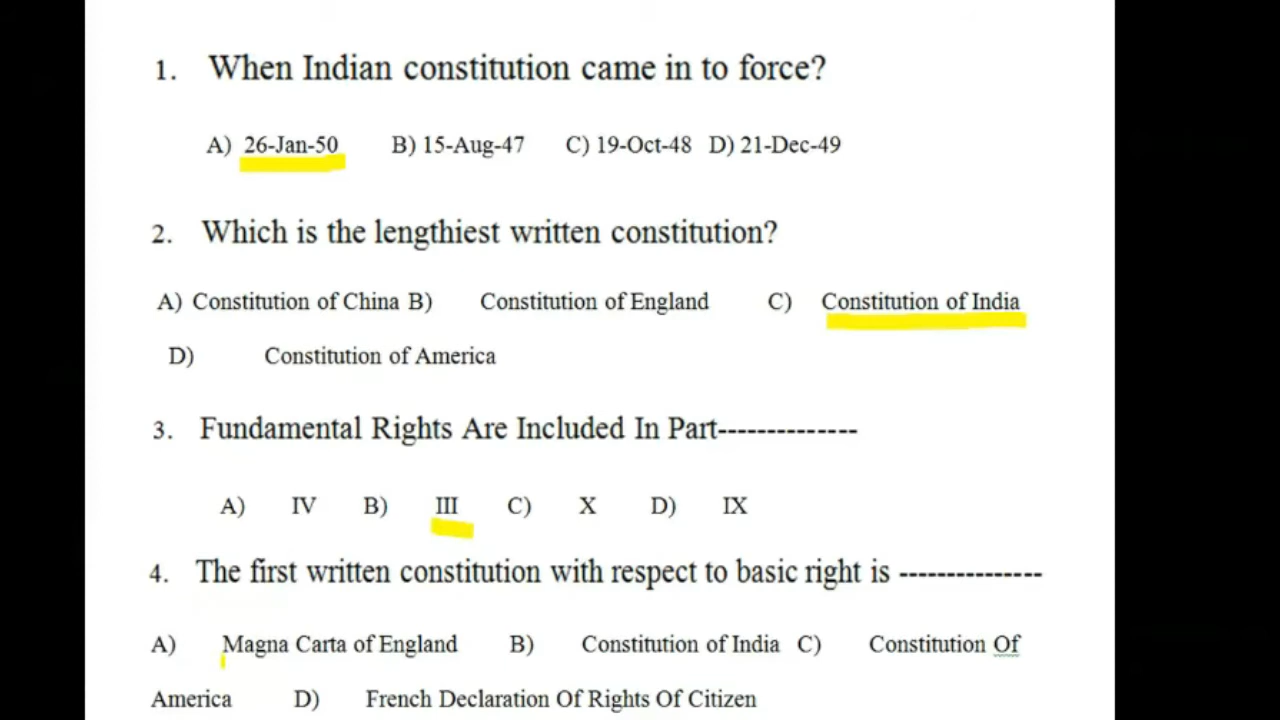 1. When Indian constitution came in to force?
A) 26-Jan-50 B) 15-Aug-47 C) 19-Oct-48 D) 21-Dec-49
2. Which is the lengthiest written constitution?
A) Constitution of China B) Constitution of England C) Constitution of India
D) Constitution of America
3. Fundamental Rights Are Included In Part--------------
A) IV B) III C) X D) IX
4. The first written constitution with respect to basic right is ---------------
A) Magna Carta of England B) Constitution of India C) Constitution Of
America D) French Declaration Of Rights Of Citizen